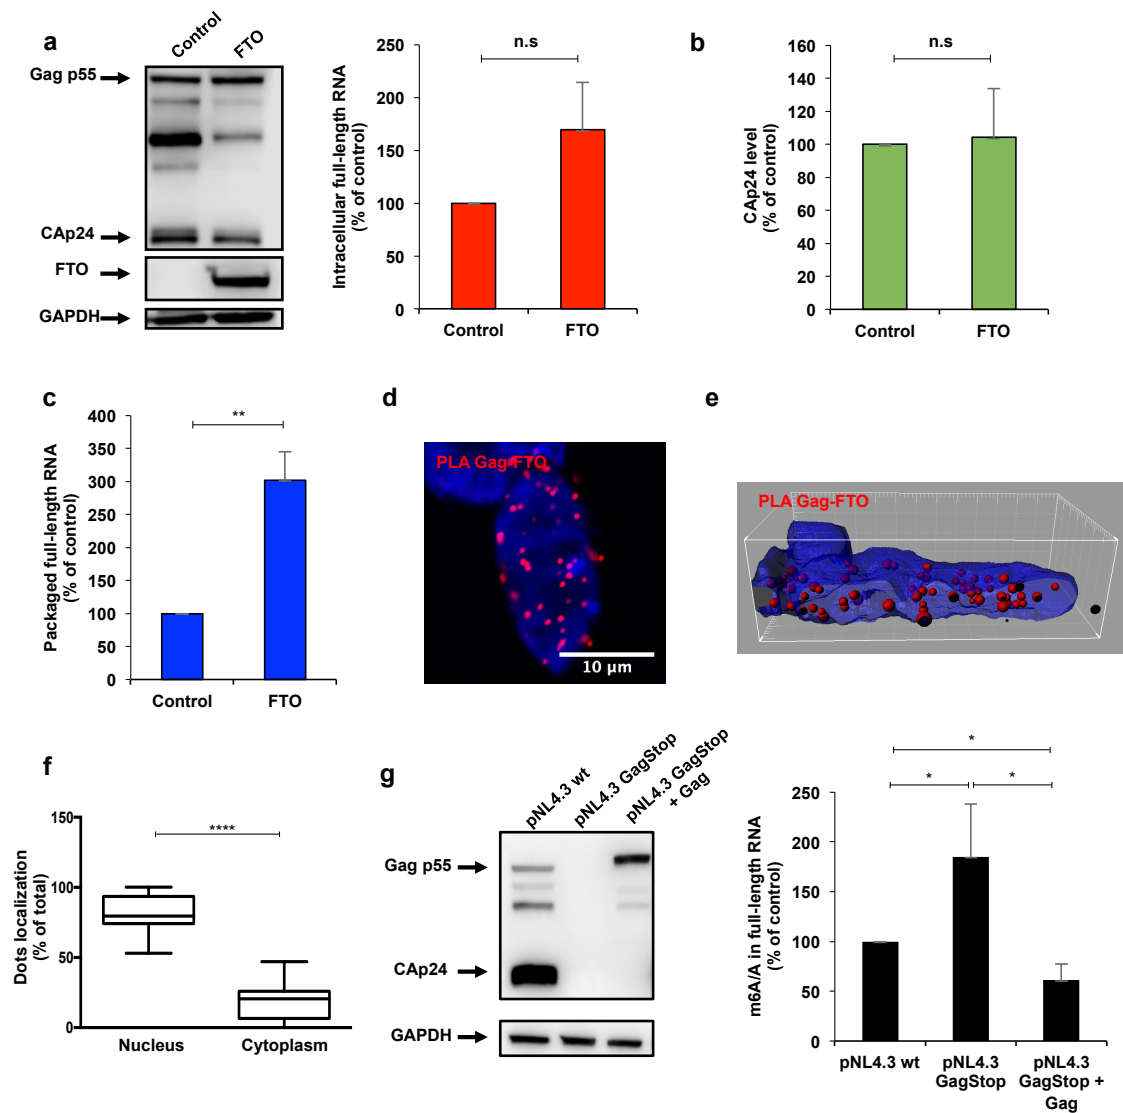 a
Control
FTO
Gag p55
CAp24
FTO
GAPDH
Intracellular full-length RNA
(% of control)
250
200
150
100
50
0
n.s
Control
FTO
b
CAp24 level
(% of control)
160
140
120
100
80
60
40
20
0
n.s
Control
FTO
c
Packaged full-length RNA
(% of control)
400
350
300
250
200
150
100
50
0
**
Control
FTO
d
PLA Gag-FTO
10 µm
e
PLA Gag-FTO
f
Dots localization
(% of total)
150
100
50
0
****
Nucleus
Cytoplasm
g
pNL4.3 wt
pNL4.3 GagStop
pNL4.3 GagStop
+ Gag
Gag p55
CAp24
GAPDH
m6A/A in full-length RNA
(% of control)
250
200
150
100
50
0
*
*
*
pNL4.3 wt
pNL4.3
GagStop
pNL4.3
GagStop +
Gag